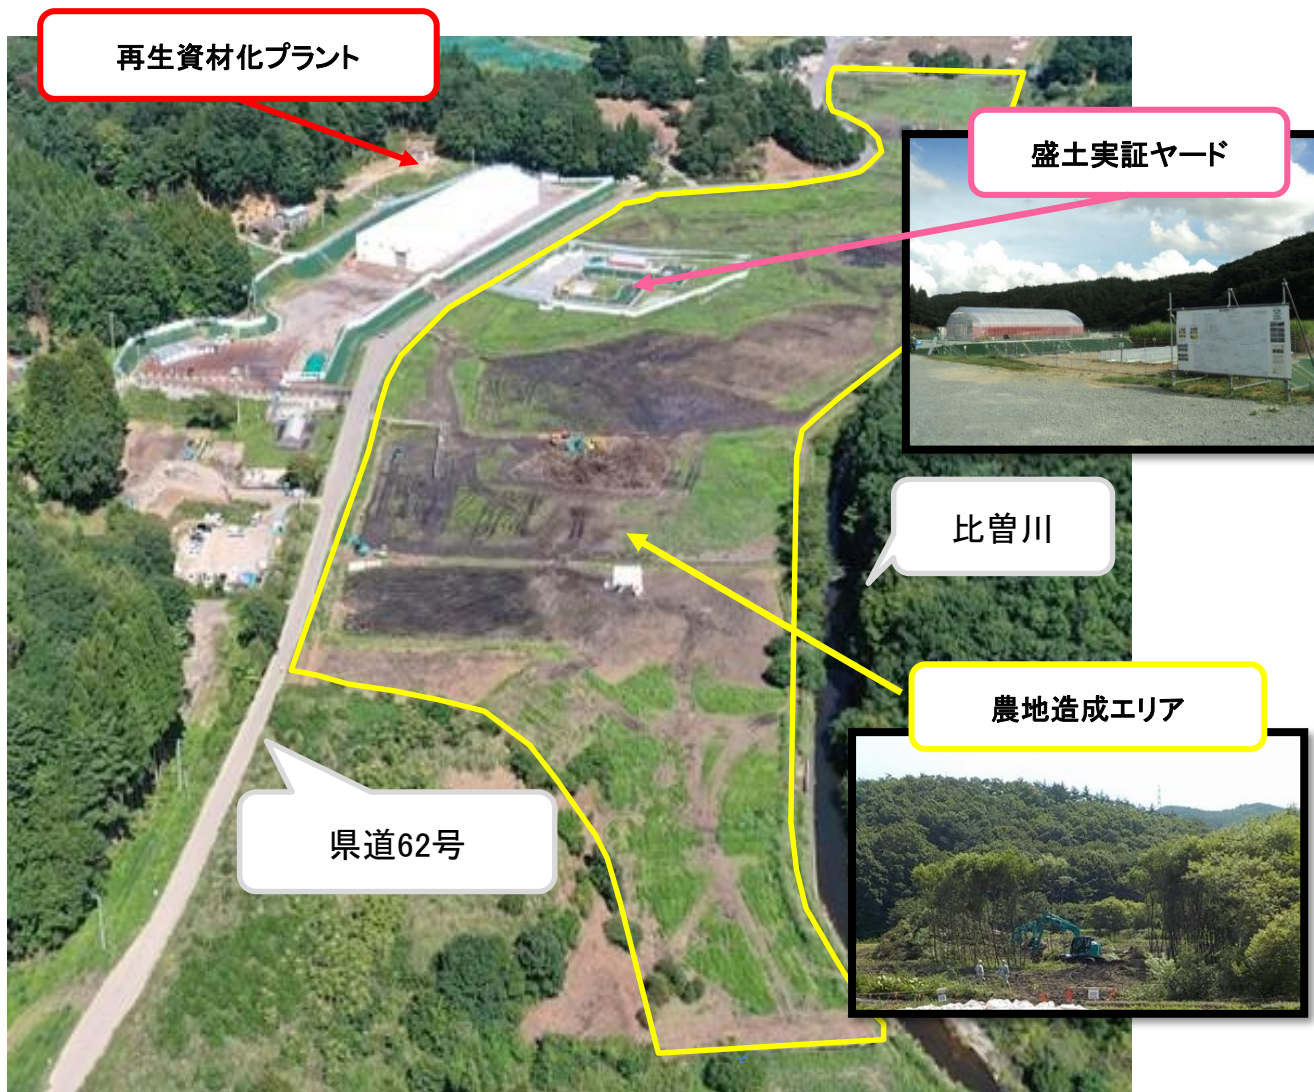 再生資材化プラント
盛土実証ヤード
比曽川
農地造成エリア
県道62号